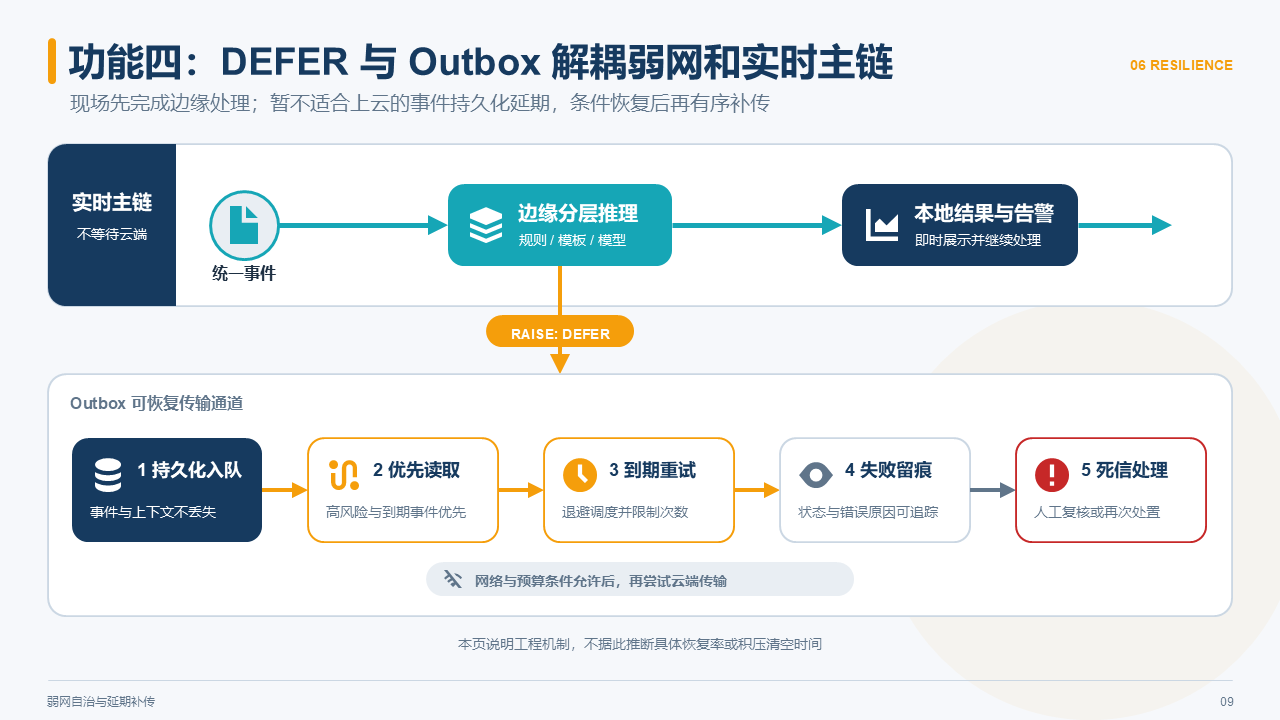 功能四：DEFER 与 Outbox 解耦弱网和实时主链
06 RESILIENCE
现场先完成边缘处理；暂不适合上云的事件持久化延期，条件恢复后再有序补传
实时主链
不等待云端
统一事件
边缘分层推理
规则 / 模板 / 模型
本地结果与告警
即时展示并继续处理
RAISE: DEFER
Outbox 可恢复传输通道
1 持久化入队
事件与上下文不丢失
2 优先读取
高风险与到期事件优先
3 到期重试
退避调度并限制次数
4 失败留痕
状态与错误原因可追踪
5 死信处理
人工复核或再次处置
网络与预算条件允许后，再尝试云端传输
本页说明工程机制，不据此推断具体恢复率或积压清空时间
弱网自治与延期补传
09